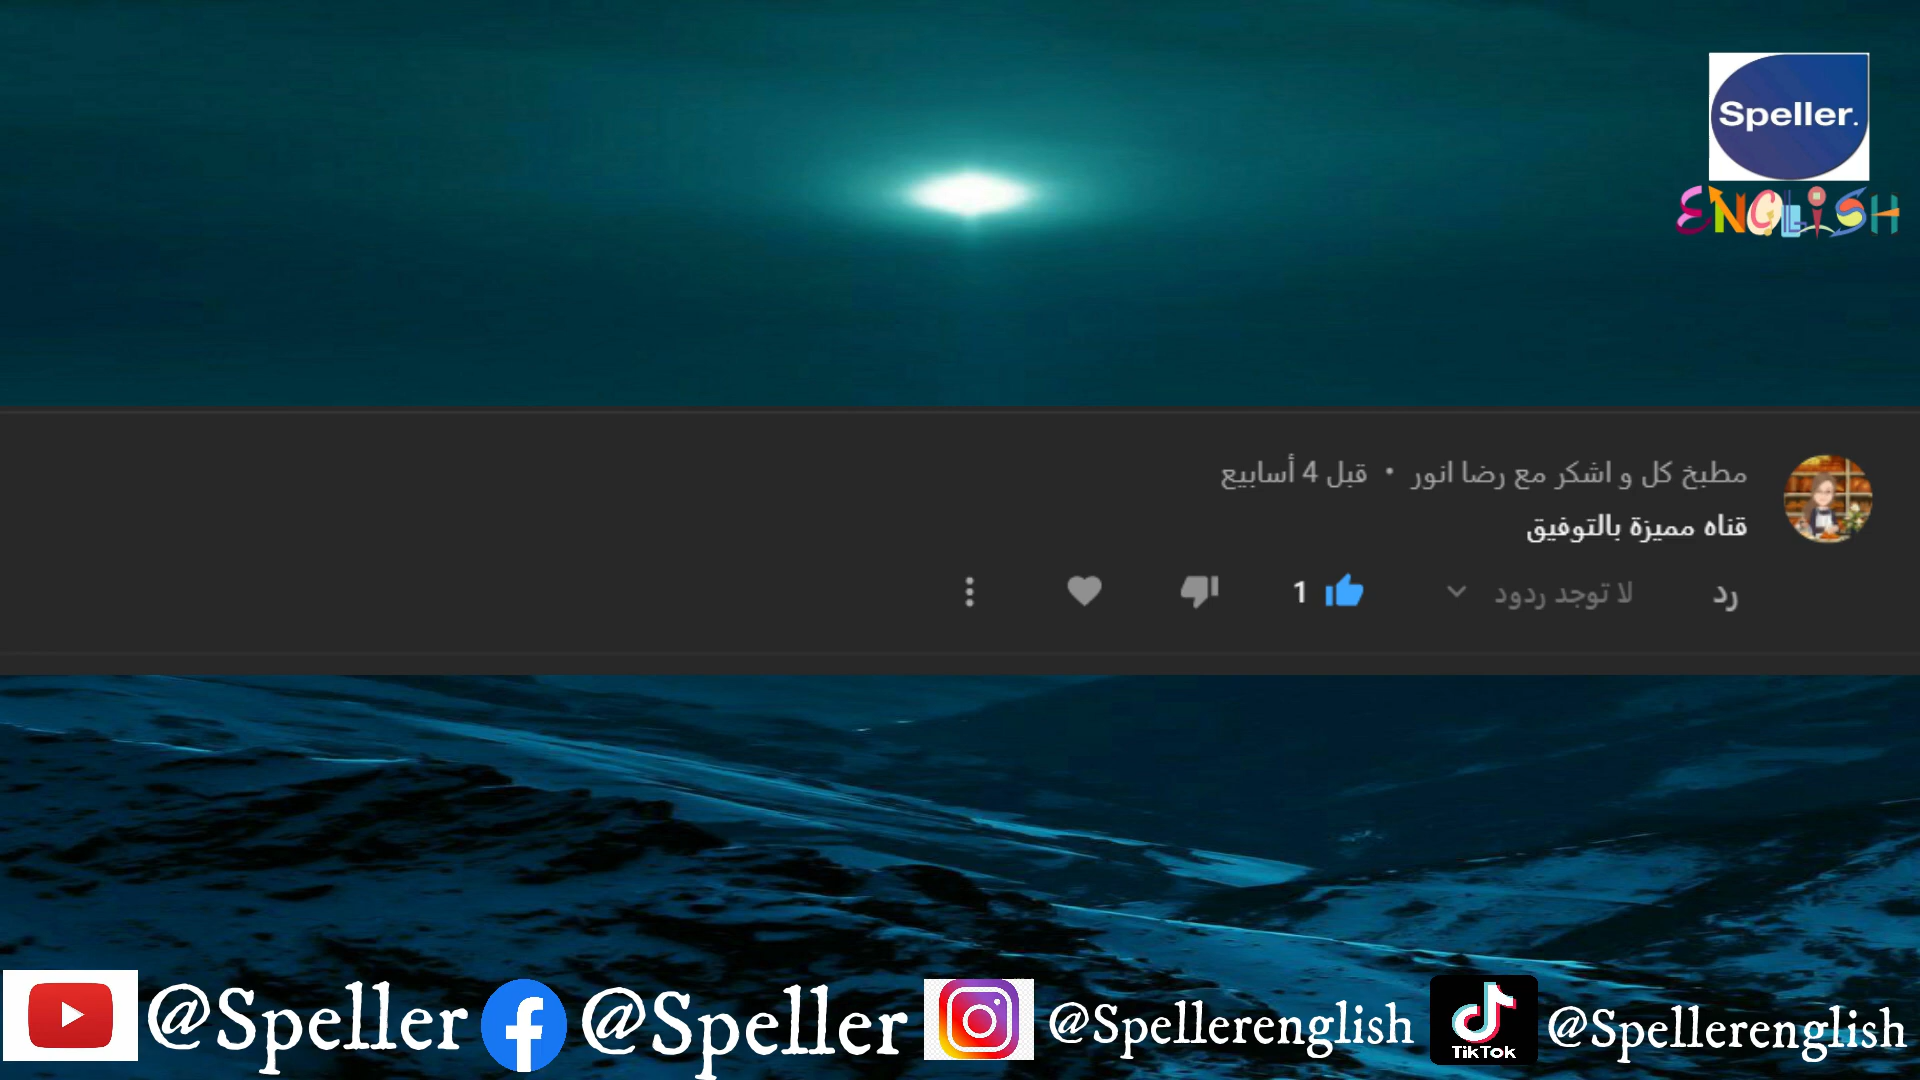 Speller.
ENGLISH
مطبخ كل و اشكر مع رضا انور • قبل 4 أسابيع
قناه مميزة بالتوفيق
رد لا توجد ردود 1
@Speller @Speller @Spellerenglish TikTok @Spellerenglish